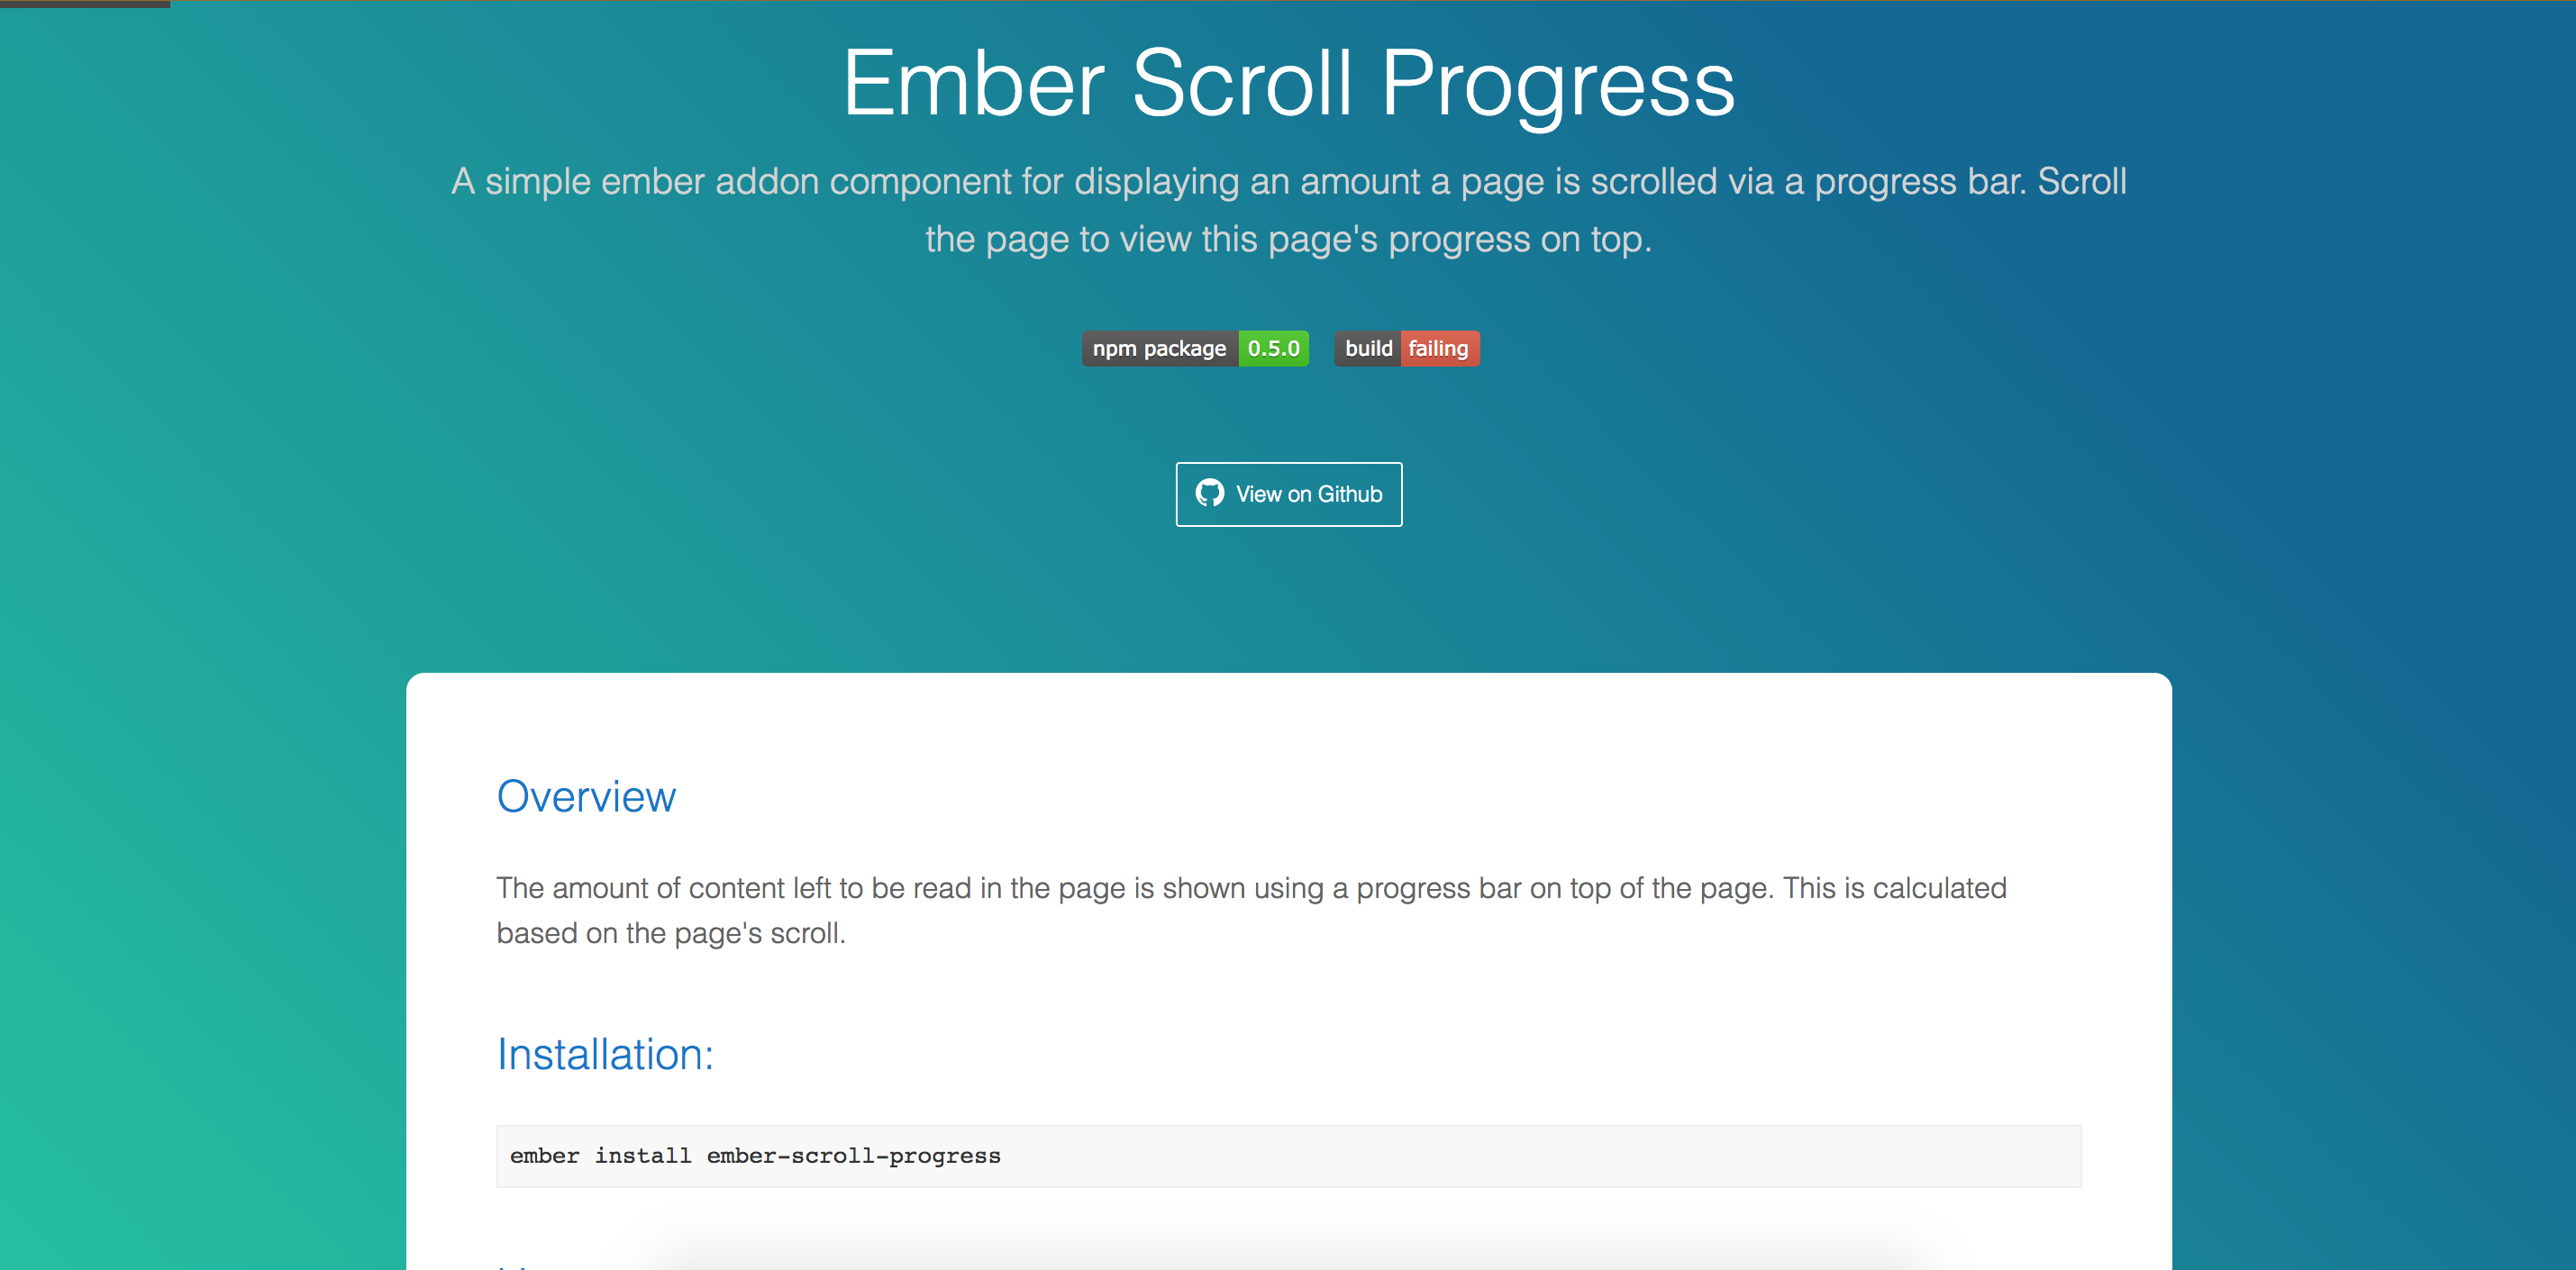 Ember Scroll Progress
A simple ember addon component for displaying an amount a page is scrolled via a progress bar. Scroll
the page to view this page's progress on top.
npm package 0.5.0 build failing
View on Github
Overview
The amount of content left to be read in the page is shown using a progress bar on top of the page. This is calculated
based on the page's scroll.
Installation:
ember install ember-scroll-progress